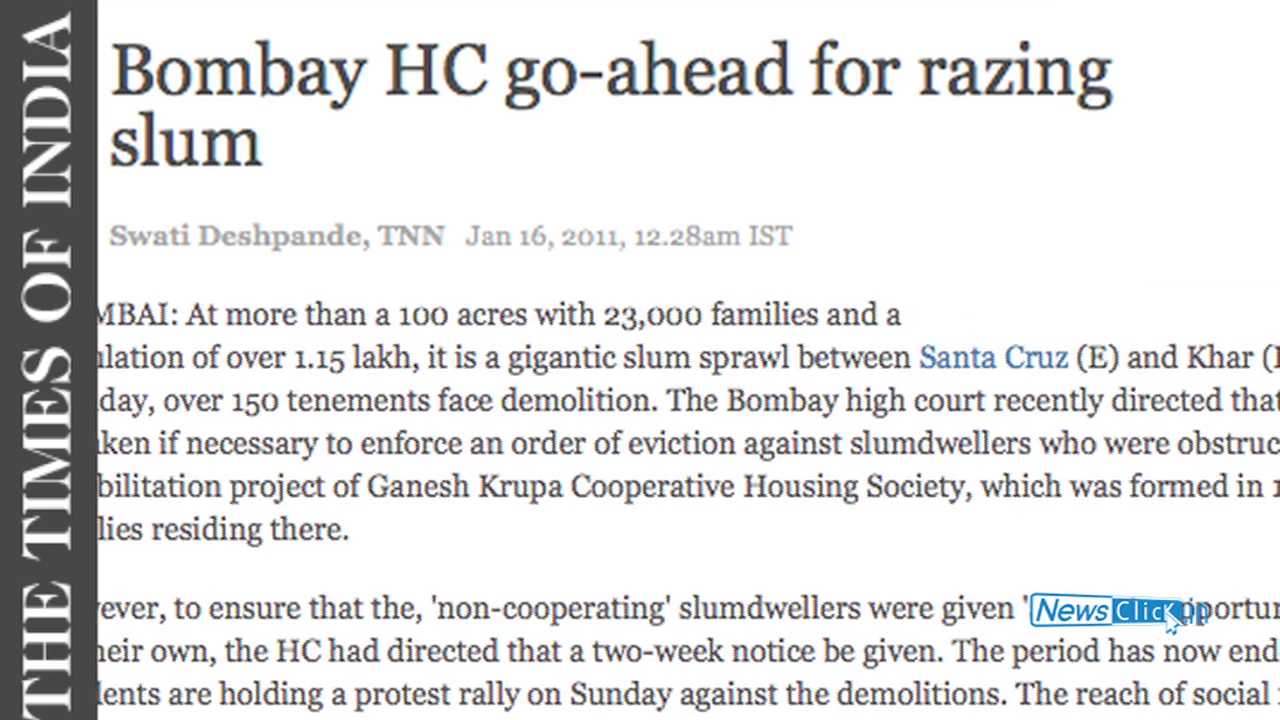 THE TIMES OF INDIA
Bombay HC go-ahead for razing
slum
Swati Deshpande, TNN Jan 16, 2011, 12.28am IST
MBAI: At more than a 100 acres with 23,000 families and a
ulation of over 1.15 lakh, it is a gigantic slum sprawl between Santa Cruz (E) and Khar (
day, over 150 tenements face demolition. The Bombay high court recently directed that
ken if necessary to enforce an order of eviction against slumdwellers who were obstruc
bilitation project of Ganesh Krupa Cooperative Housing Society, which was formed in 1
lies residing there.
ever, to ensure that the, 'non-cooperating' slumdwellers were given ' NewsClick.in pportun
heir own, the HC had directed that a two-week notice be given. The period has now end
dents are holding a protest rally on Sunday against the demolitions. The reach of social